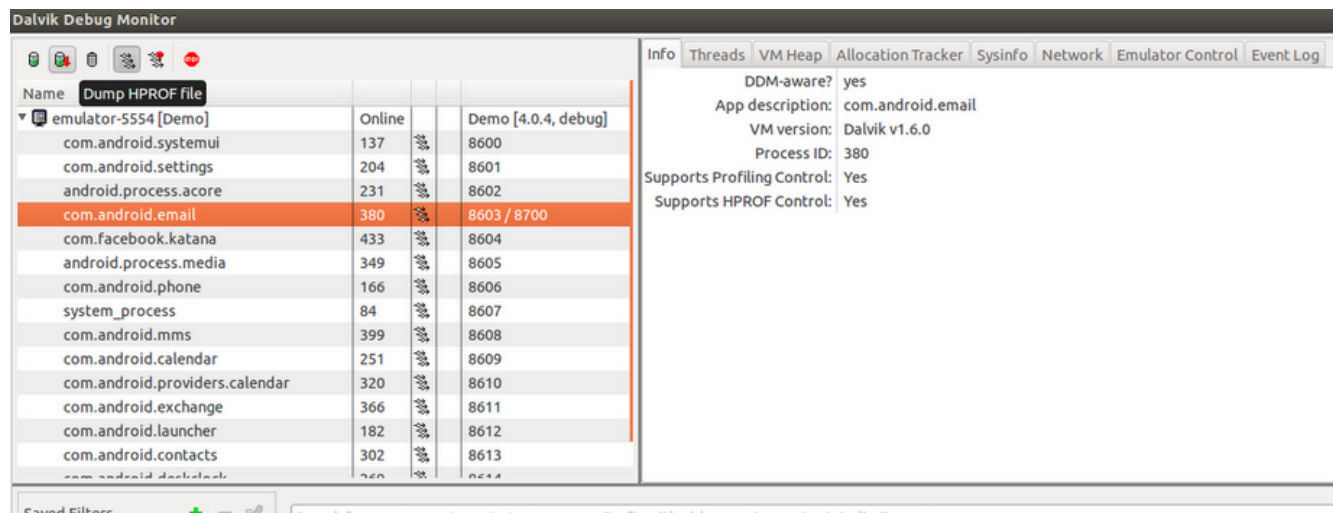 Dalvik Debug Monitor
Info Threads VM Heap Allocation Tracker Sysinfo Network Emulator Control Event Log
Name Dump HPROF file
emulator-5554 [Demo] Online Demo [4.0.4, debug]
com.android.systemui 137 8600
com.android.settings 204 8601
android.process.acore 231 8602
com.android.email 380 8603 / 8700
com.facebook.katana 433 8604
android.process.media 349 8605
com.android.phone 166 8606
system_process 84 8607
com.android.mms 399 8608
com.android.calendar 251 8609
com.android.providers.calendar 320 8610
com.android.exchange 366 8611
com.android.launcher 182 8612
com.android.contacts 302 8613
com.android.deskclock 8614
DDM-aware? yes
App description: com.android.email
VM version: Dalvik v1.6.0
Process ID: 380
Supports Profiling Control: Yes
Supports HPROF Control: Yes
Saved Filters